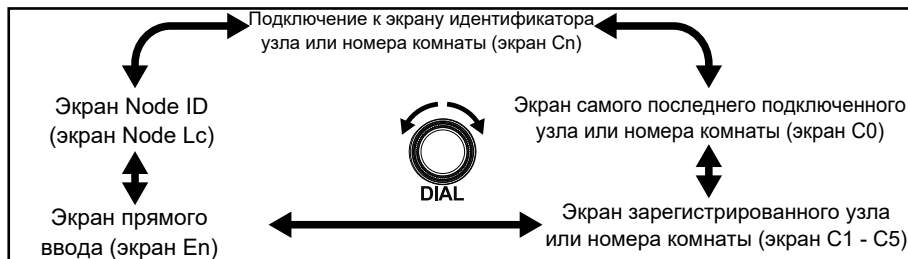 Подключение к экрану идентификатора
узла или номера комнаты (экран Cn)
Экран Node ID
(экран Node Lc)
Экран самого последнего подключенного
узла или номера комнаты (экран C0)
DIAL
Экран прямого
ввода (экран En)
Экран зарегистрированного узла
или номера комнаты (экран C1 - C5)